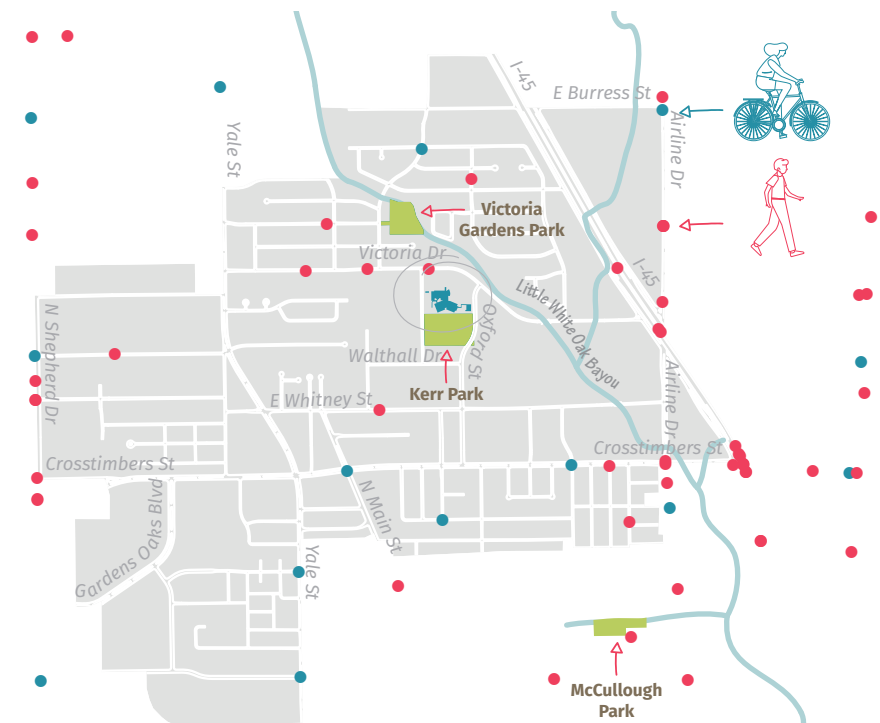 I-45
E Burress St
Airline Dr
Yale St
Victoria
Gardens Park
Victoria Dr
I-45
Little White Oak Bayou
N Shepherd Dr
Oxford St
Walthall Dr
Kerr Park
Airline Dr
E Whitney St
Crosstimbers St
Crosstimbers St
N Main St
Gardens Oaks Blvd
Yale St
McCullough
Park